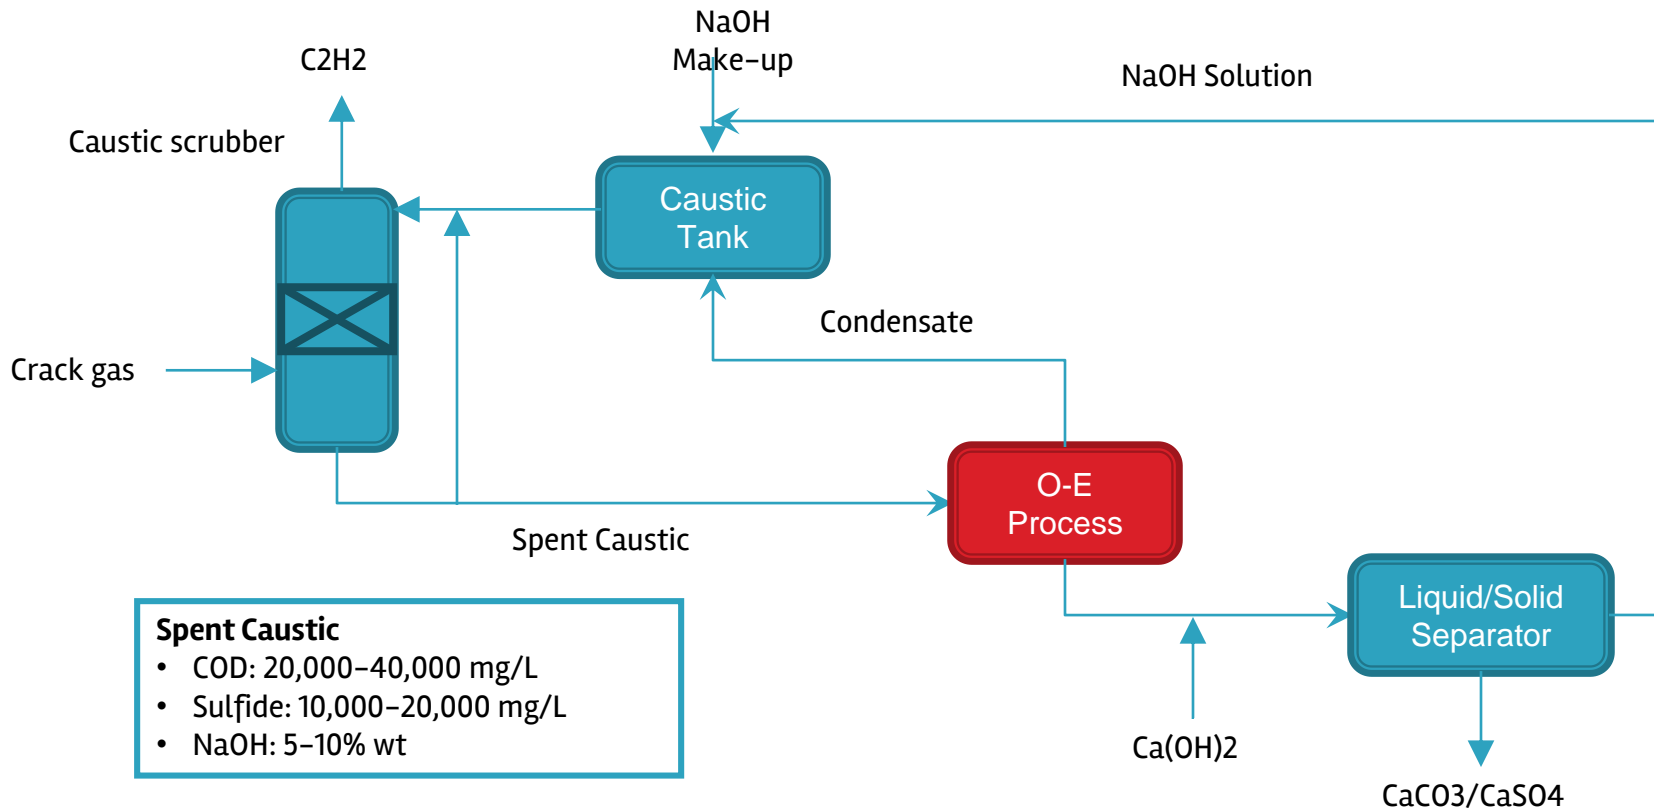 NaOH
Make-up
C2H2
NaOH Solution
Caustic scrubber
Caustic
Tank
Condensate
Crack gas
O-E
Process
Spent Caustic
Liquid/Solid
Separator
Spent Caustic
• COD: 20,000–40,000 mg/L
• Sulfide: 10,000–20,000 mg/L
• NaOH: 5–10% wt
Ca(OH)2
CaCO3/CaSO4